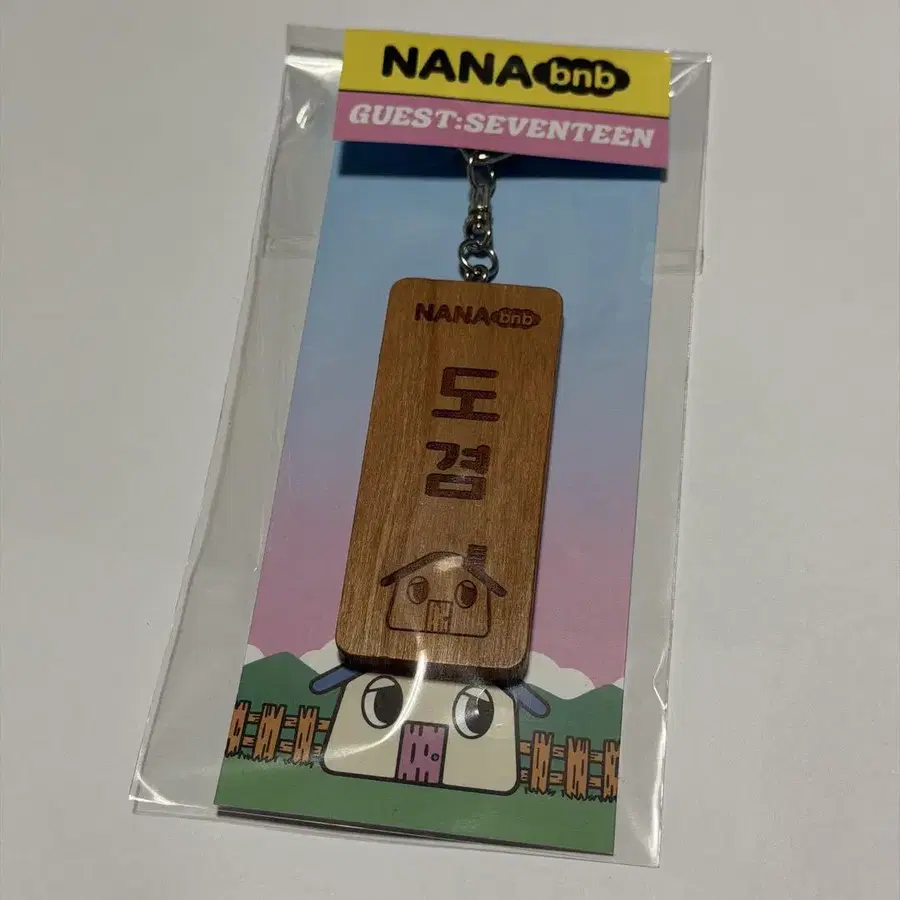 NANA bnb
GUEST:SEVENTEEN
NANA bnb
도
겸